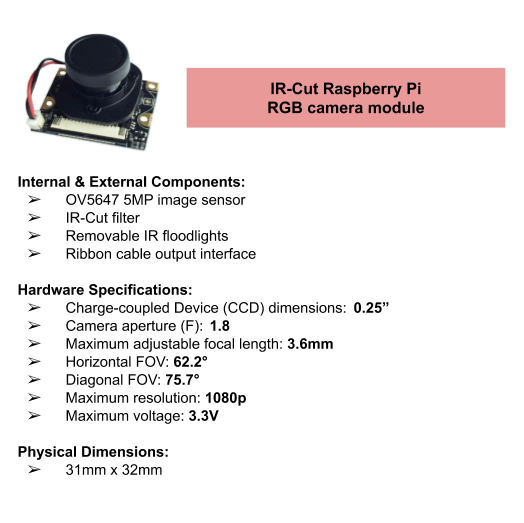 IR-Cut Raspberry Pi
RGB camera module
Internal & External Components:
➢ OV5647 5MP image sensor
➢ IR-Cut filter
➢ Removable IR floodlights
➢ Ribbon cable output interface
Hardware Specifications:
➢ Charge-coupled Device (CCD) dimensions: 0.25”
➢ Camera aperture (F): 1.8
➢ Maximum adjustable focal length: 3.6mm
➢ Horizontal FOV: 62.2°
➢ Diagonal FOV: 75.7°
➢ Maximum resolution: 1080p
➢ Maximum voltage: 3.3V
Physical Dimensions:
➢ 31mm x 32mm